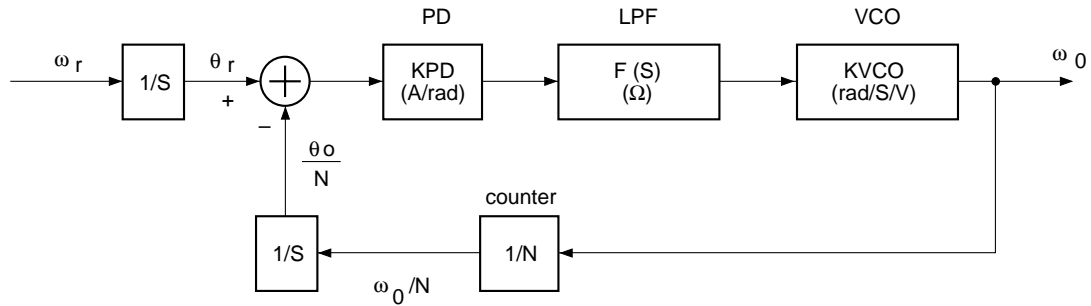 PD LPF VCO
ω r
1/S
θ r
+
+
−
KPD
(A/rad)
F (S)
(Ω)
KVCO
(rad/S/V)
ω 0
θ o
N
counter
1/S
1/N
ω 0 /N